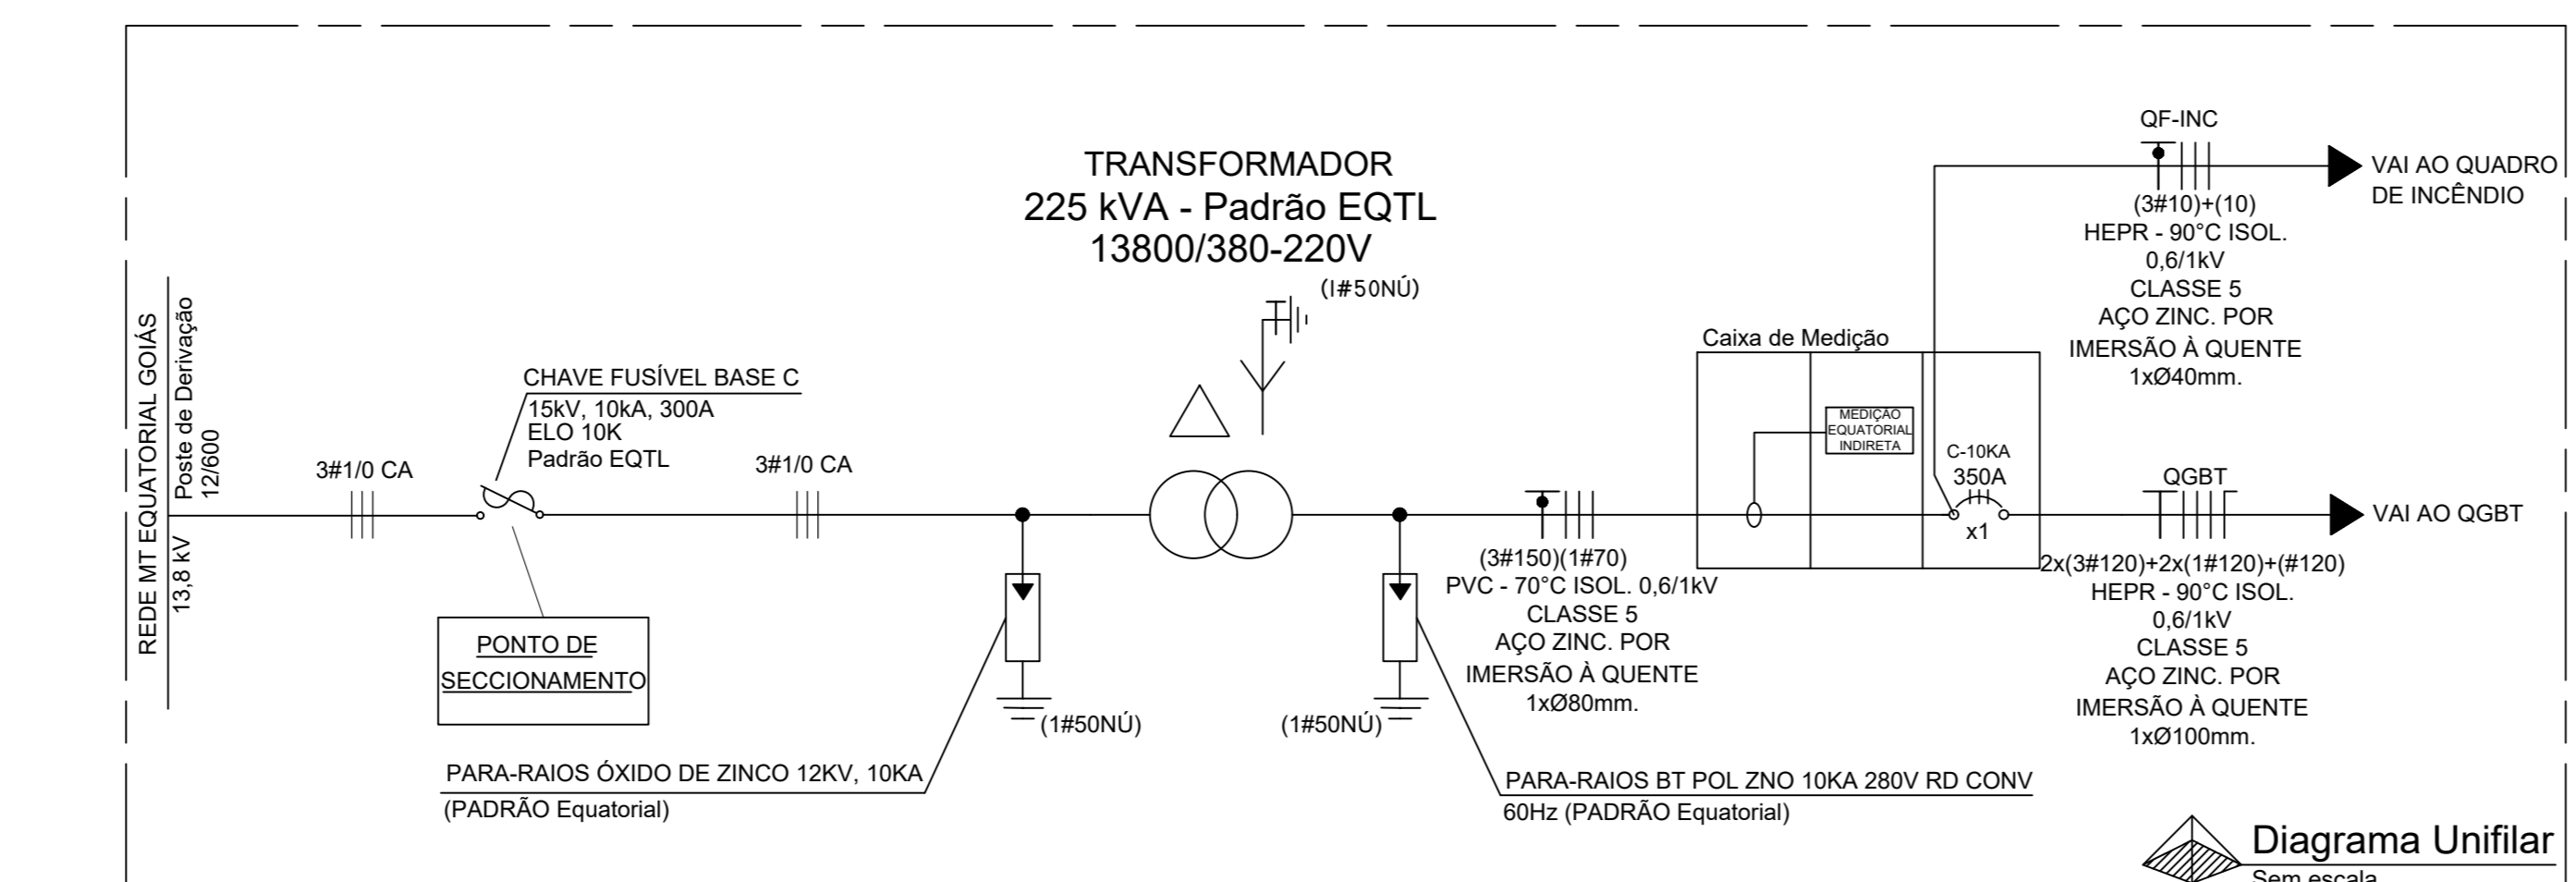 REDE MT EQUATORIAL GOIÁS
13,8 kV
Poste de Derivação
12/600
3#1/0 CA
CHAVE FUSÍVEL BASE C
15kV, 10kA, 300A
ELO 10K
Padrão EQTL
PONTO DE
SECCIONAMENTO
3#1/0 CA
PARA-RAIOS ÓXIDO DE ZINCO 12KV, 10KA
(PADRÃO Equatorial)
(1#50NÚ)
TRANSFORMADOR
225 kVA - Padrão EQTL
13800/380-220V
(1#50NÚ)
(1#50NÚ)
PARA-RAIOS BT POL ZNO 10KA 280V RD CONV
60Hz (PADRÃO Equatorial)
(3#150)(1#70)
PVC - 70°C ISOL. 0,6/1kV
CLASSE 5
AÇO ZINC. POR
IMERSÃO À QUENTE
1xØ80mm.
Caixa de Medição
MEDIÇÃO
EQUATORIAL
INDIRETA
C-10KA
350A
x1
QF-INC
(3#10)+(10)
HEPR - 90°C ISOL.
0,6/1kV
CLASSE 5
AÇO ZINC. POR
IMERSÃO À QUENTE
1xØ40mm.
VAI AO QUADRO
DE INCÊNDIO
QGBT
2x(3#120)+2x(1#120)+(#120)
HEPR - 90°C ISOL.
0,6/1kV
CLASSE 5
AÇO ZINC. POR
IMERSÃO À QUENTE
1xØ100mm.
VAI AO QGBT
Diagrama Unifilar
Sem escala